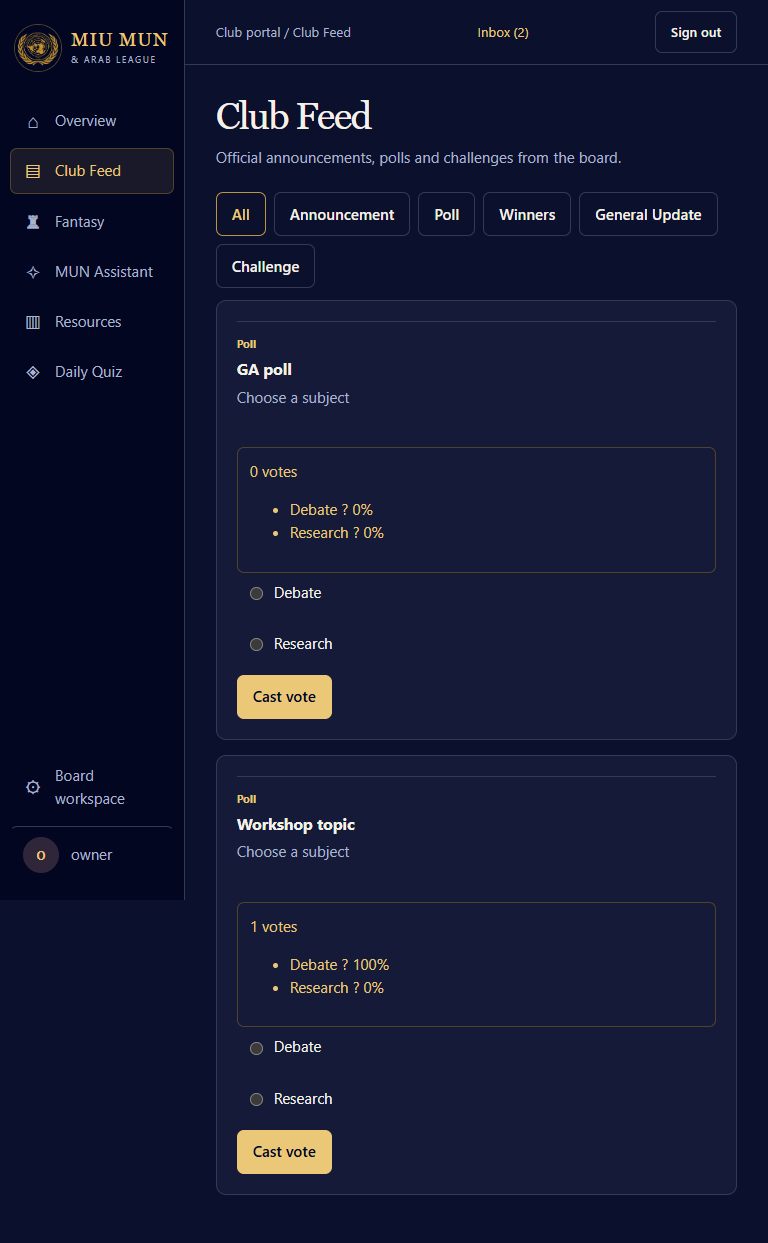 MIU MUN
& ARAB LEAGUE
Overview
Club Feed
Fantasy
MUN Assistant
Resources
Daily Quiz
Board
workspace
O
owner
Club portal / Club Feed
Inbox (2)
Sign out
Club Feed
Official announcements, polls and challenges from the board.
All
Announcement
Poll
Winners
General Update
Challenge
Poll
GA poll
Choose a subject
0 votes
Debate ? 0%
Research ? 0%
Debate
Research
Cast vote
Poll
Workshop topic
Choose a subject
1 votes
Debate ? 100%
Research ? 0%
Debate
Research
Cast vote